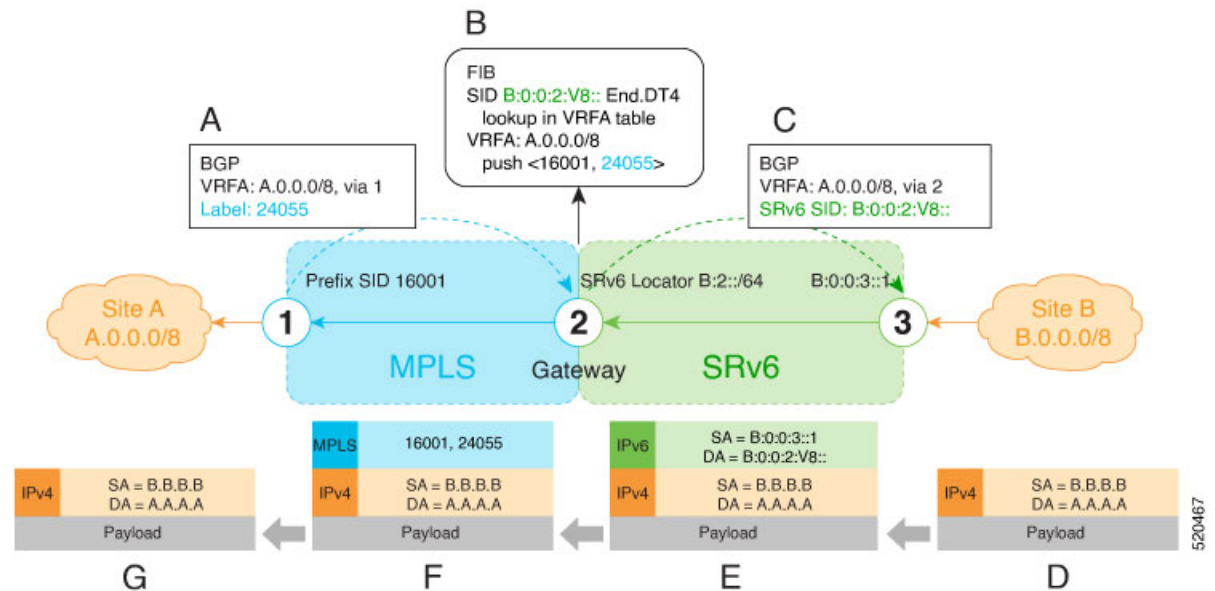 B
FIB
SID B:0:0:2:V8:: End.DT4
lookup in VRFA table
VRFA: A.0.0.0/8
push <16001, 24055>
A
BGP
VRFA: A.0.0.0/8, via 1
Label: 24055
C
BGP
VRFA: A.0.0.0/8, via 2
SRv6 SID: B:0:0:2:V8::
Prefix SID 16001
SRv6 Locator B:2::/64
B:0:0:3::1
Site A
A.0.0.0/8
1
2
3
Site B
B.0.0.0/8
MPLS
Gateway
SRv6
IPv4
SA = B.B.B.B
DA = A.A.A.A
Payload
G
MPLS
16001, 24055
IPv4
SA = B.B.B.B
DA = A.A.A.A
Payload
F
IPv6
SA = B:0:0:3::1
DA = B:0:0:2:V8::
IPv4
SA = B.B.B.B
DA = A.A.A.A
Payload
E
IPv4
SA = B.B.B.B
DA = A.A.A.A
Payload
D
520467